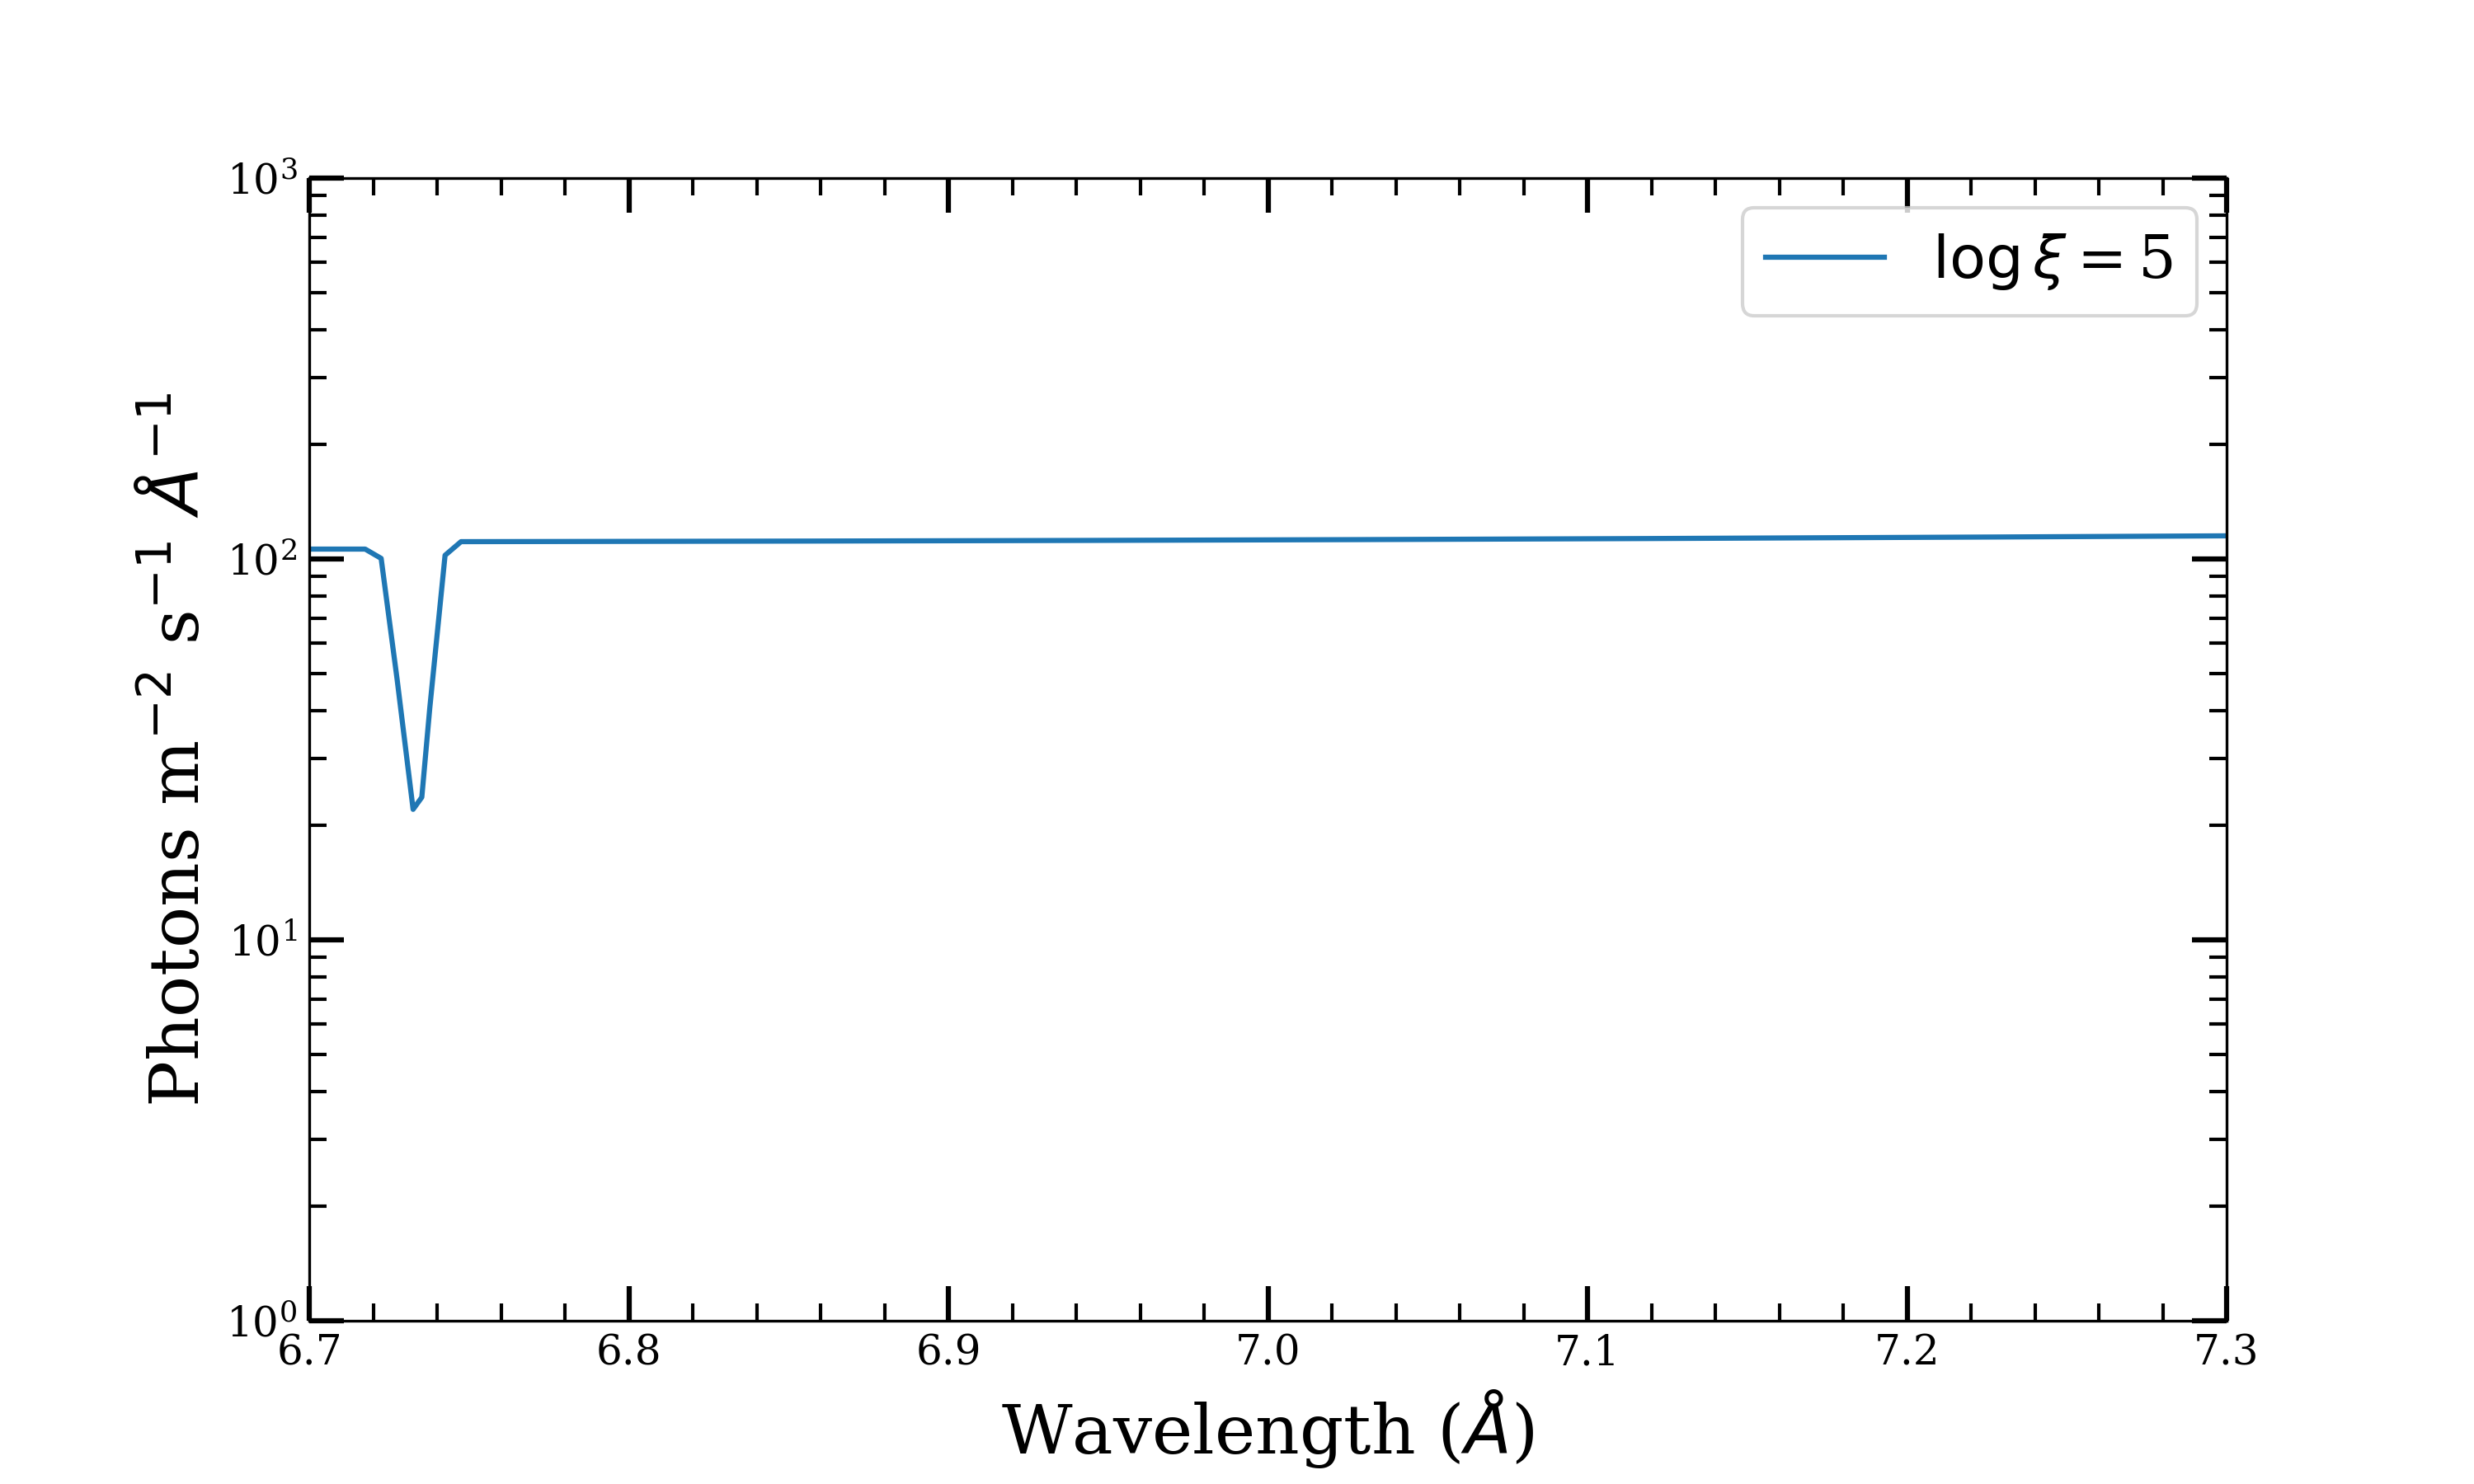 10³
10²
10¹
10⁰
Photons m⁻² s⁻¹ Å⁻¹
log ξ = 5
6.7 6.8 6.9 7.0 7.1 7.2 7.3
Wavelength (Å)